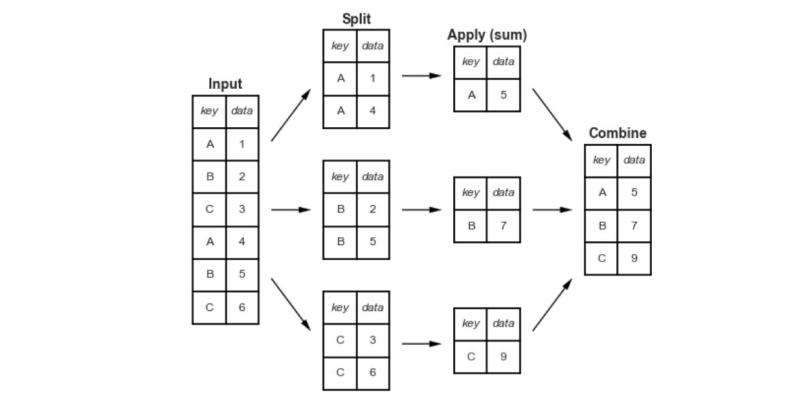 Input
key data
A 1
B 2
C 3
A 4
B 5
C 6
Split
key data
A 1
A 4
key data
B 2
B 5
key data
C 3
C 6
Apply (sum)
key data
A 5
key data
B 7
key data
C 9
Combine
key data
A 5
B 7
C 9